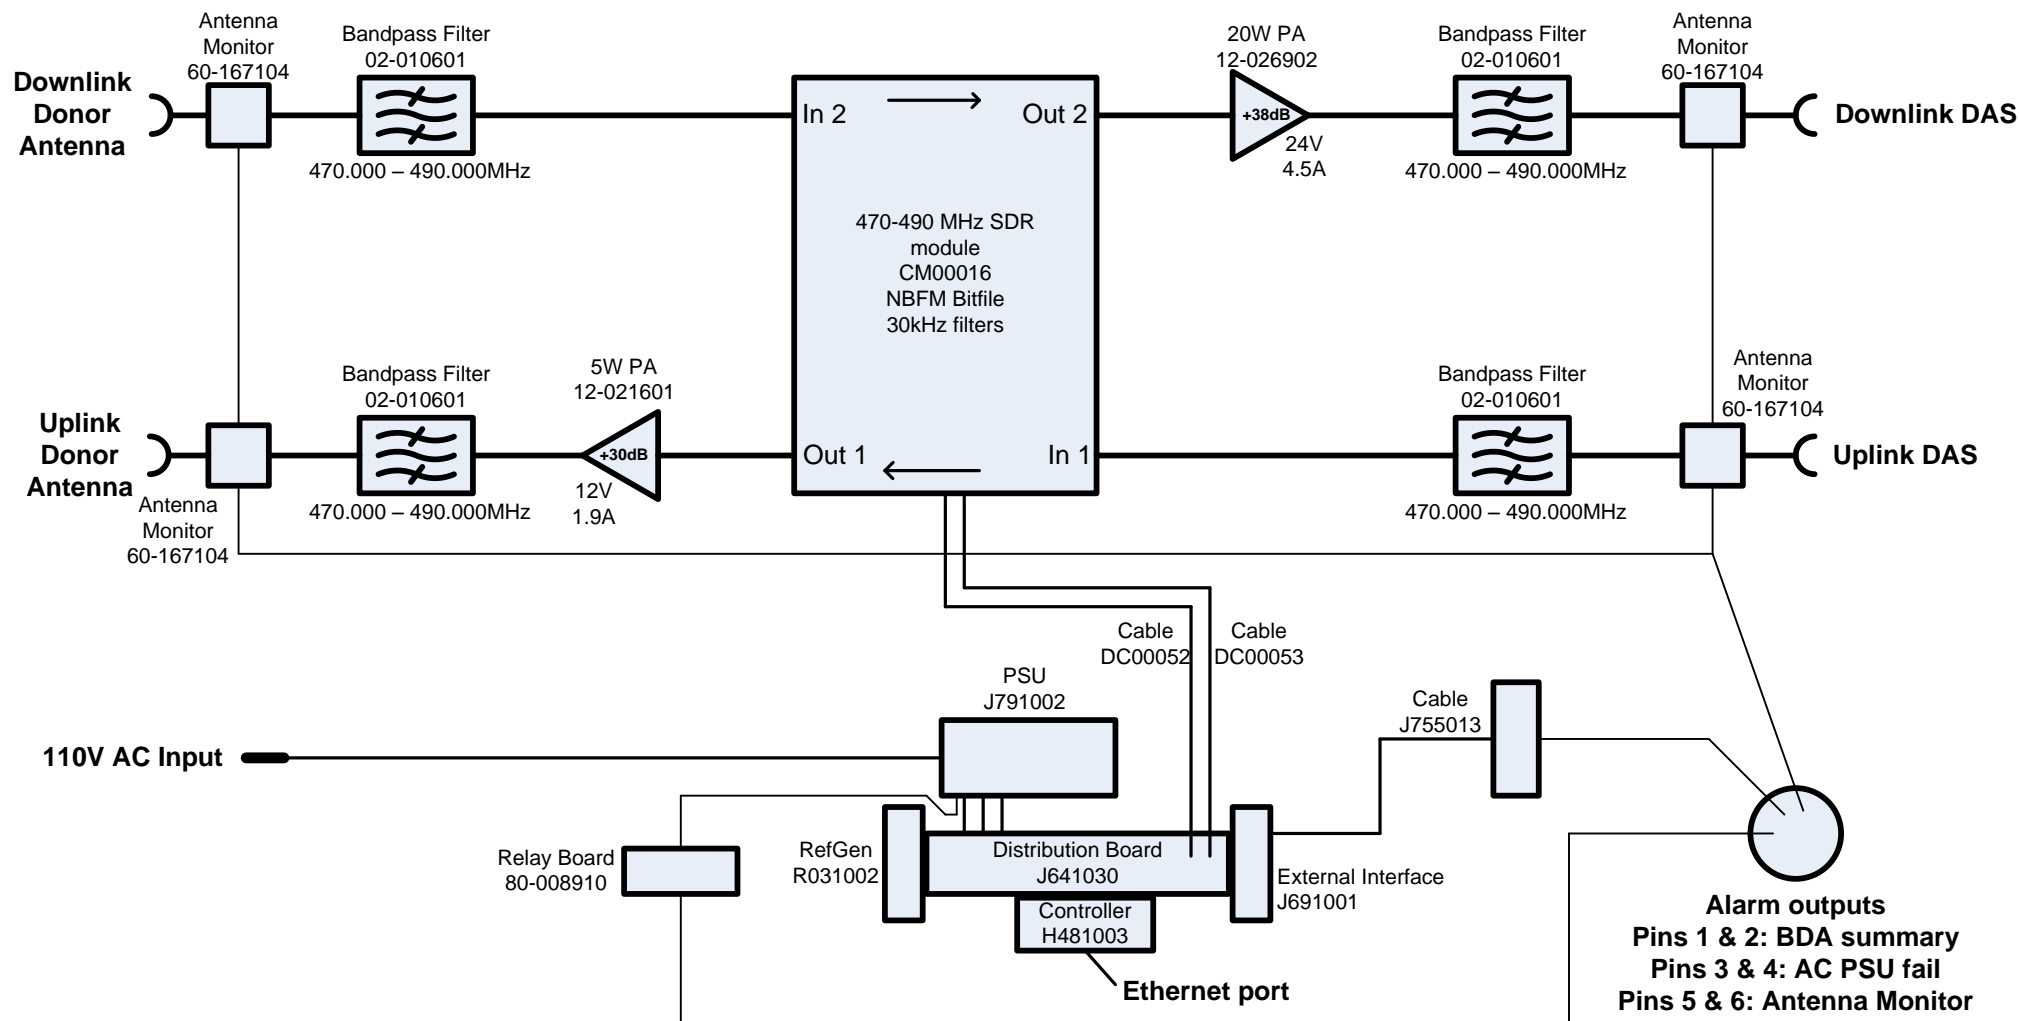 Antenna
Monitor
60-167104
Bandpass Filter
02-010601
20W PA
12-026902
Bandpass Filter
02-010601
Antenna
Monitor
60-167104
Downlink
Donor
Antenna
In 2
Out 2
+38dB
Downlink DAS
24V
4.5A
470.000 – 490.000MHz
470.000 – 490.000MHz
470-490 MHz SDR
module
CM00016
NBFM Bitfile
30kHz filters
Bandpass Filter
02-010601
5W PA
12-021601
Bandpass Filter
02-010601
Antenna
Monitor
60-167104
Uplink
Donor
Antenna
+30dB
Out 1
In 1
Uplink DAS
12V
1.9A
470.000 – 490.000MHz
470.000 – 490.000MHz
Antenna
Monitor
60-167104
Cable
DC00052
Cable
DC00053
PSU
J791002
Cable
J755013
110V AC Input
Relay Board
80-008910
RefGen
R031002
Distribution Board
J641030
External Interface
J691001
Controller
H481003
Ethernet port
Alarm outputs
Pins 1 & 2: BDA summary
Pins 3 & 4: AC PSU fail
Pins 5 & 6: Antenna Monitor